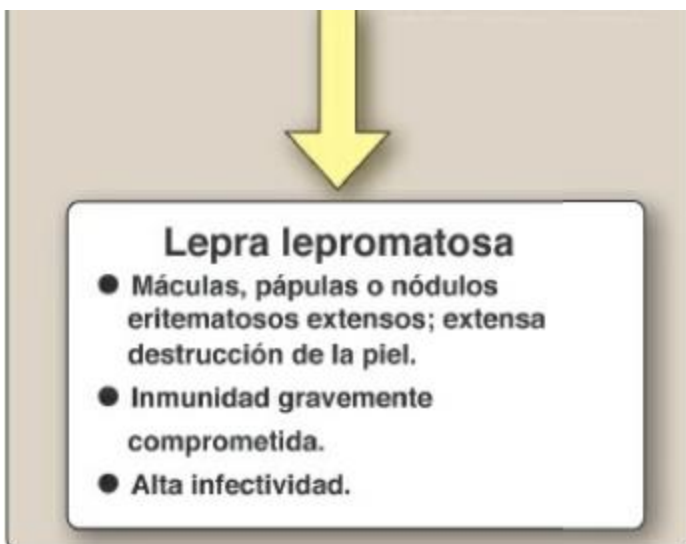 Lepra lepromatosa
● Máculas, pápulas o nódulos
eritematosos extensos; extensa
destrucción de la piel.
● Inmunidad gravemente
comprometida.
● Alta infectividad.